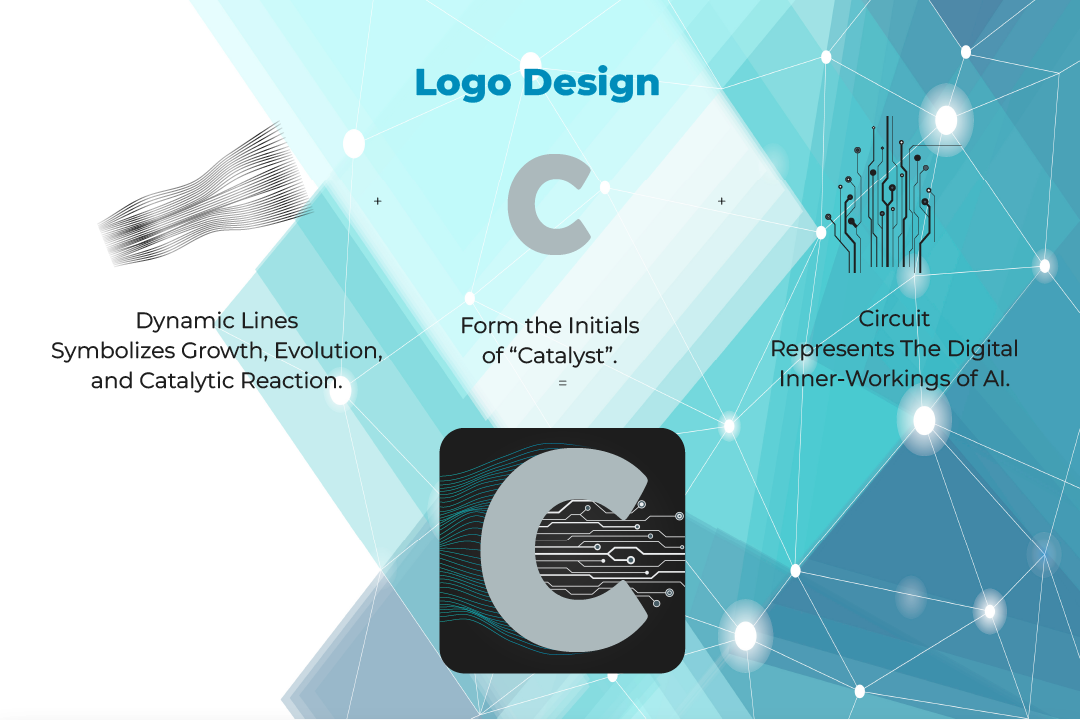 Logo Design
+
C
+
Dynamic Lines
Symbolizes Growth, Evolution,
and Catalytic Reaction.
Form the Initials
of “Catalyst”.
Circuit
Represents The Digital
Inner-Workings of AI.
=
C